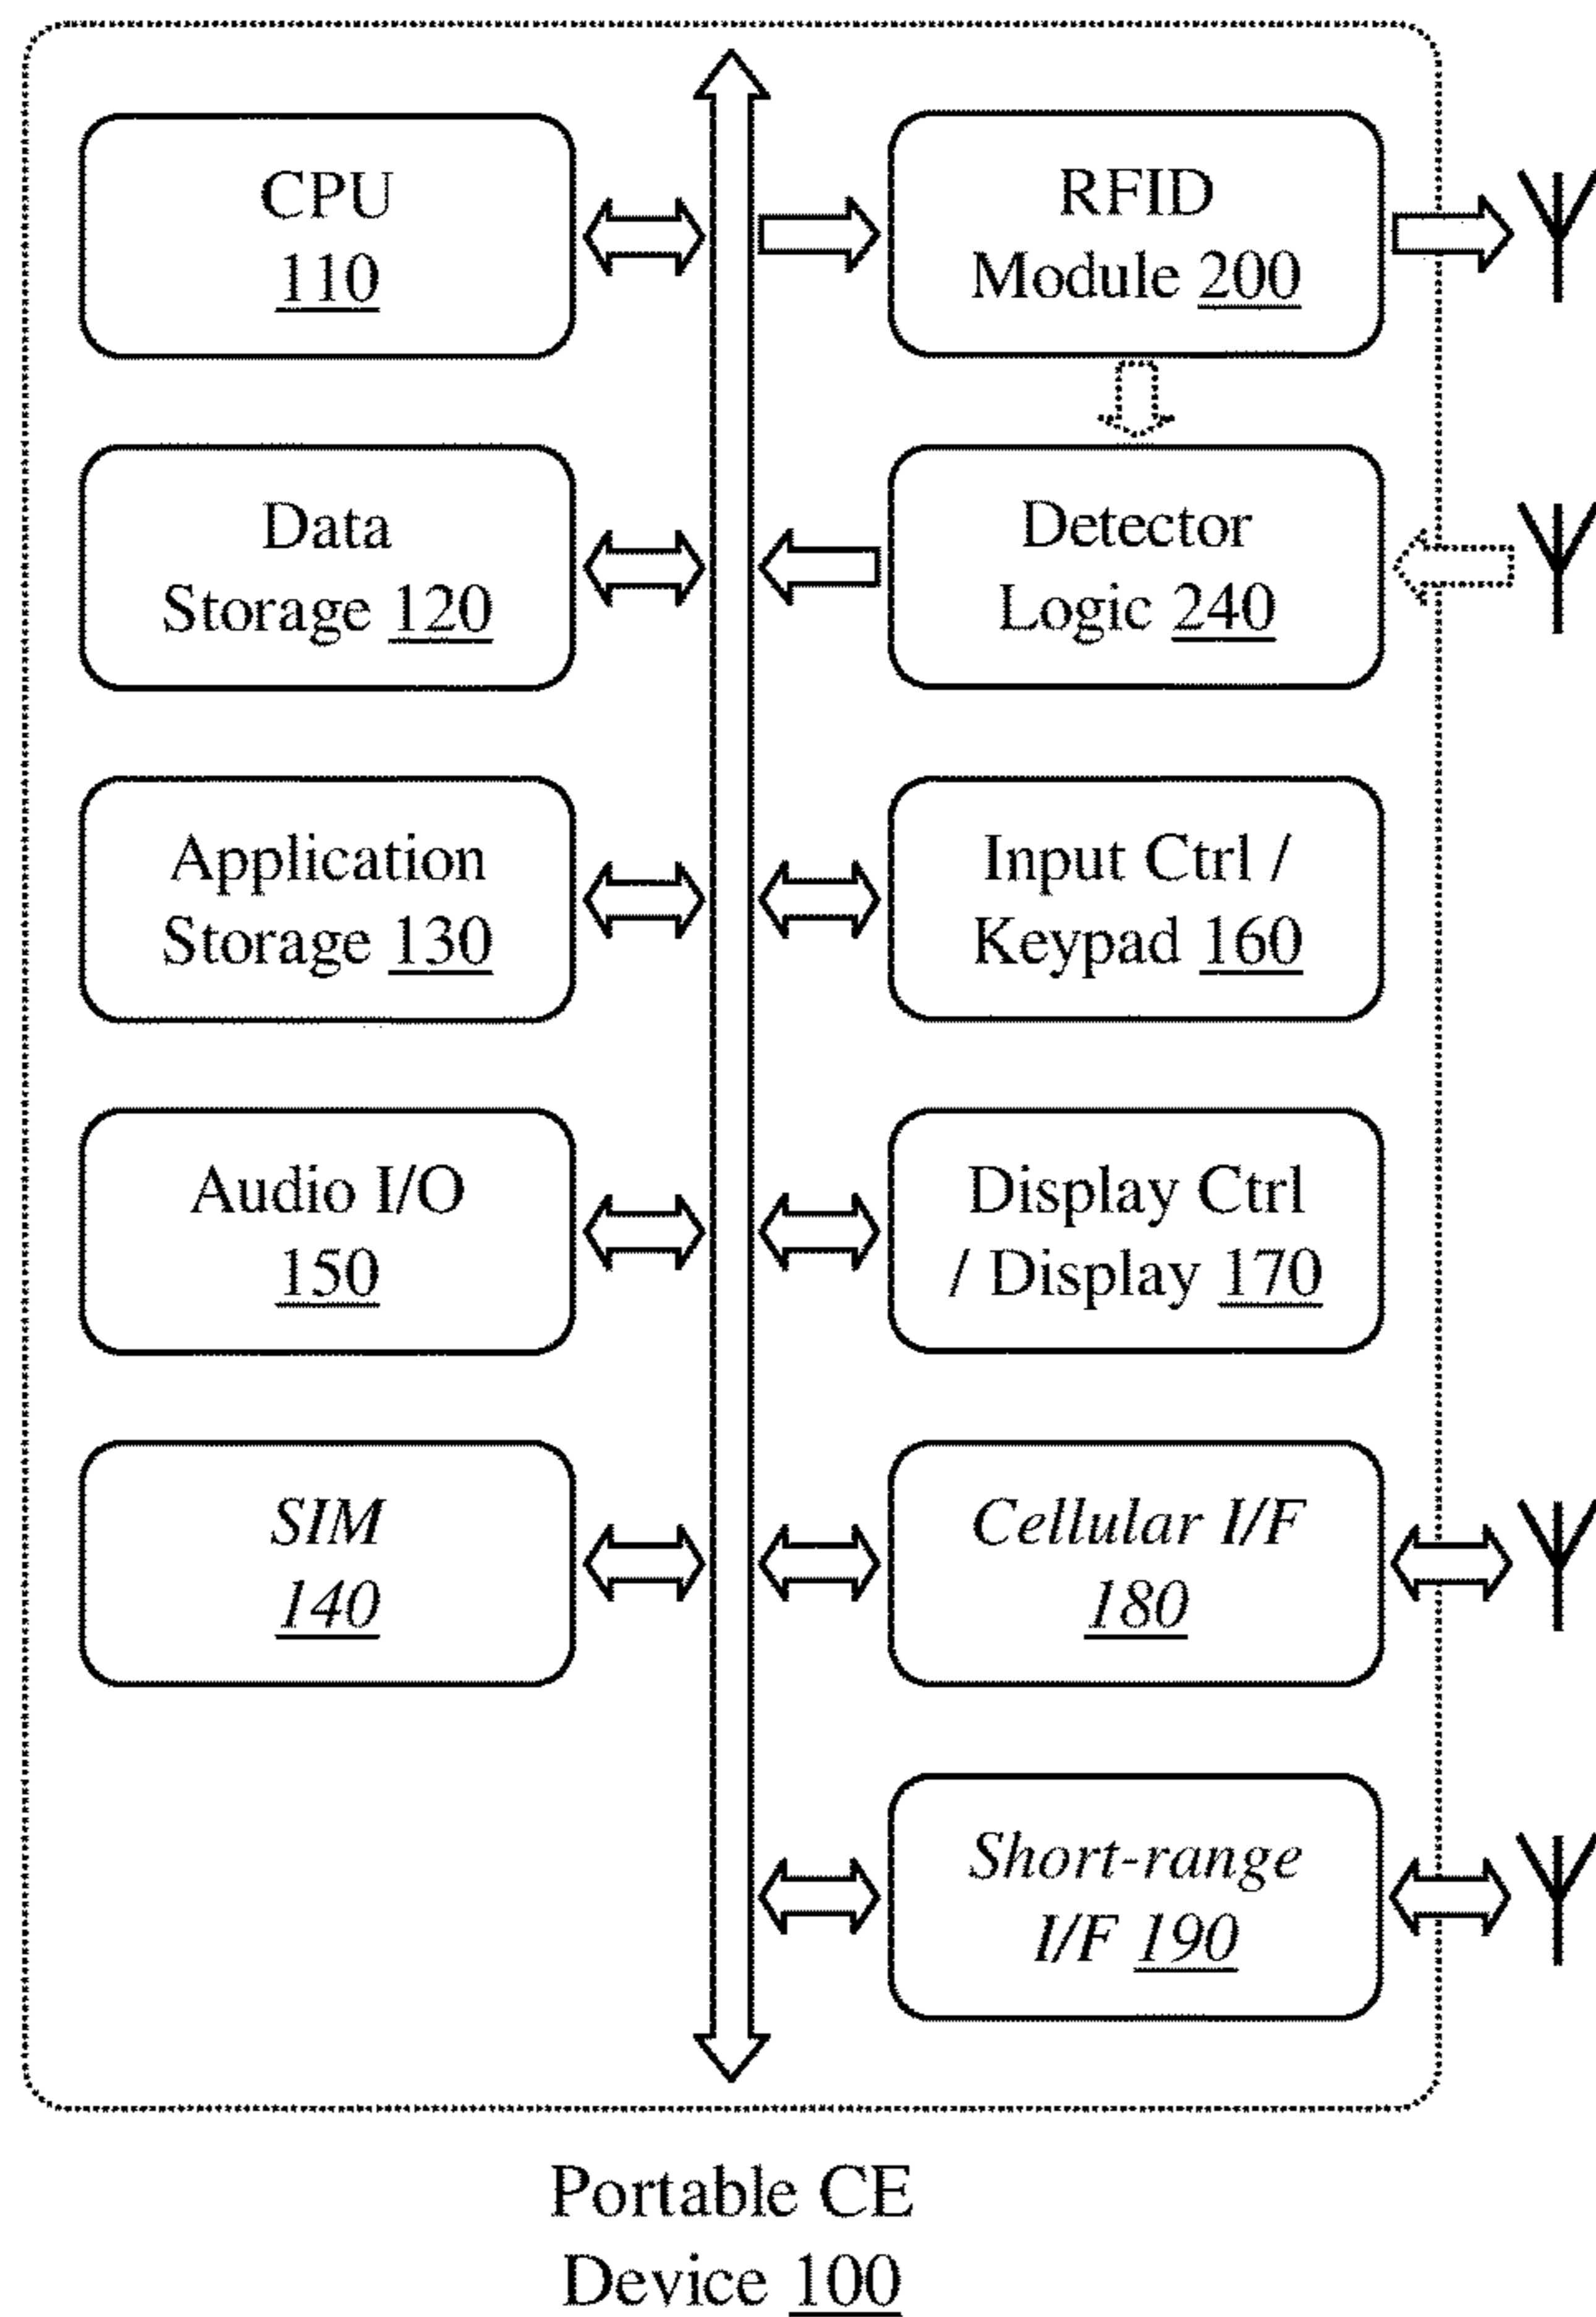 CPU
110
RFID
Module 200
Data
Storage 120
Detector
Logic 240
Application
Storage 130
Input Ctrl /
Keypad 160
Audio I/O
150
Display Ctrl
/ Display 170
SIM
140
Cellular I/F
180
Short-range
I/F 190
Portable CE
Device 100